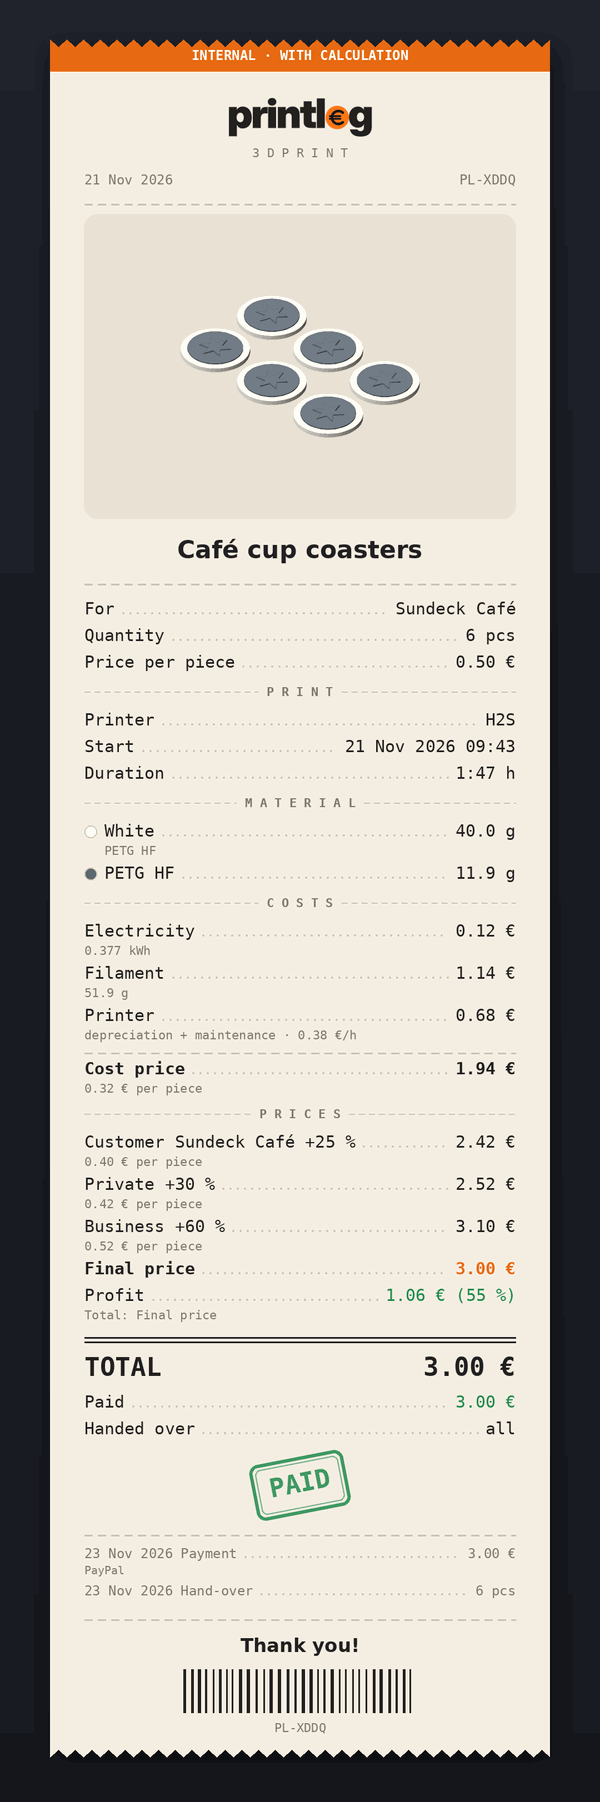 INTERNAL · WITH CALCULATION
printl€g
3DPRINT
21 Nov 2026 PL-XDDQ
Café cup coasters
For Sundeck Café
Quantity 6 pcs
Price per piece 0.50 €
PRINT
Printer H2S
Start 21 Nov 2026 09:43
Duration 1:47 h
MATERIAL
White 40.0 g
PETG HF
PETG HF 11.9 g
COSTS
Electricity 0.12 €
0.377 kWh
Filament 1.14 €
51.9 g
Printer 0.68 €
depreciation + maintenance · 0.38 €/h
Cost price 1.94 €
0.32 € per piece
PRICES
Customer Sundeck Café +25 % 2.42 €
0.40 € per piece
Private +30 % 2.52 €
0.42 € per piece
Business +60 % 3.10 €
0.52 € per piece
Final price 3.00 €
Profit 1.06 € (55 %)
Total: Final price
TOTAL 3.00 €
Paid 3.00 €
Handed over all
PAID
23 Nov 2026 Payment 3.00 €
PayPal
23 Nov 2026 Hand-over 6 pcs
Thank you!
PL-XDDQ